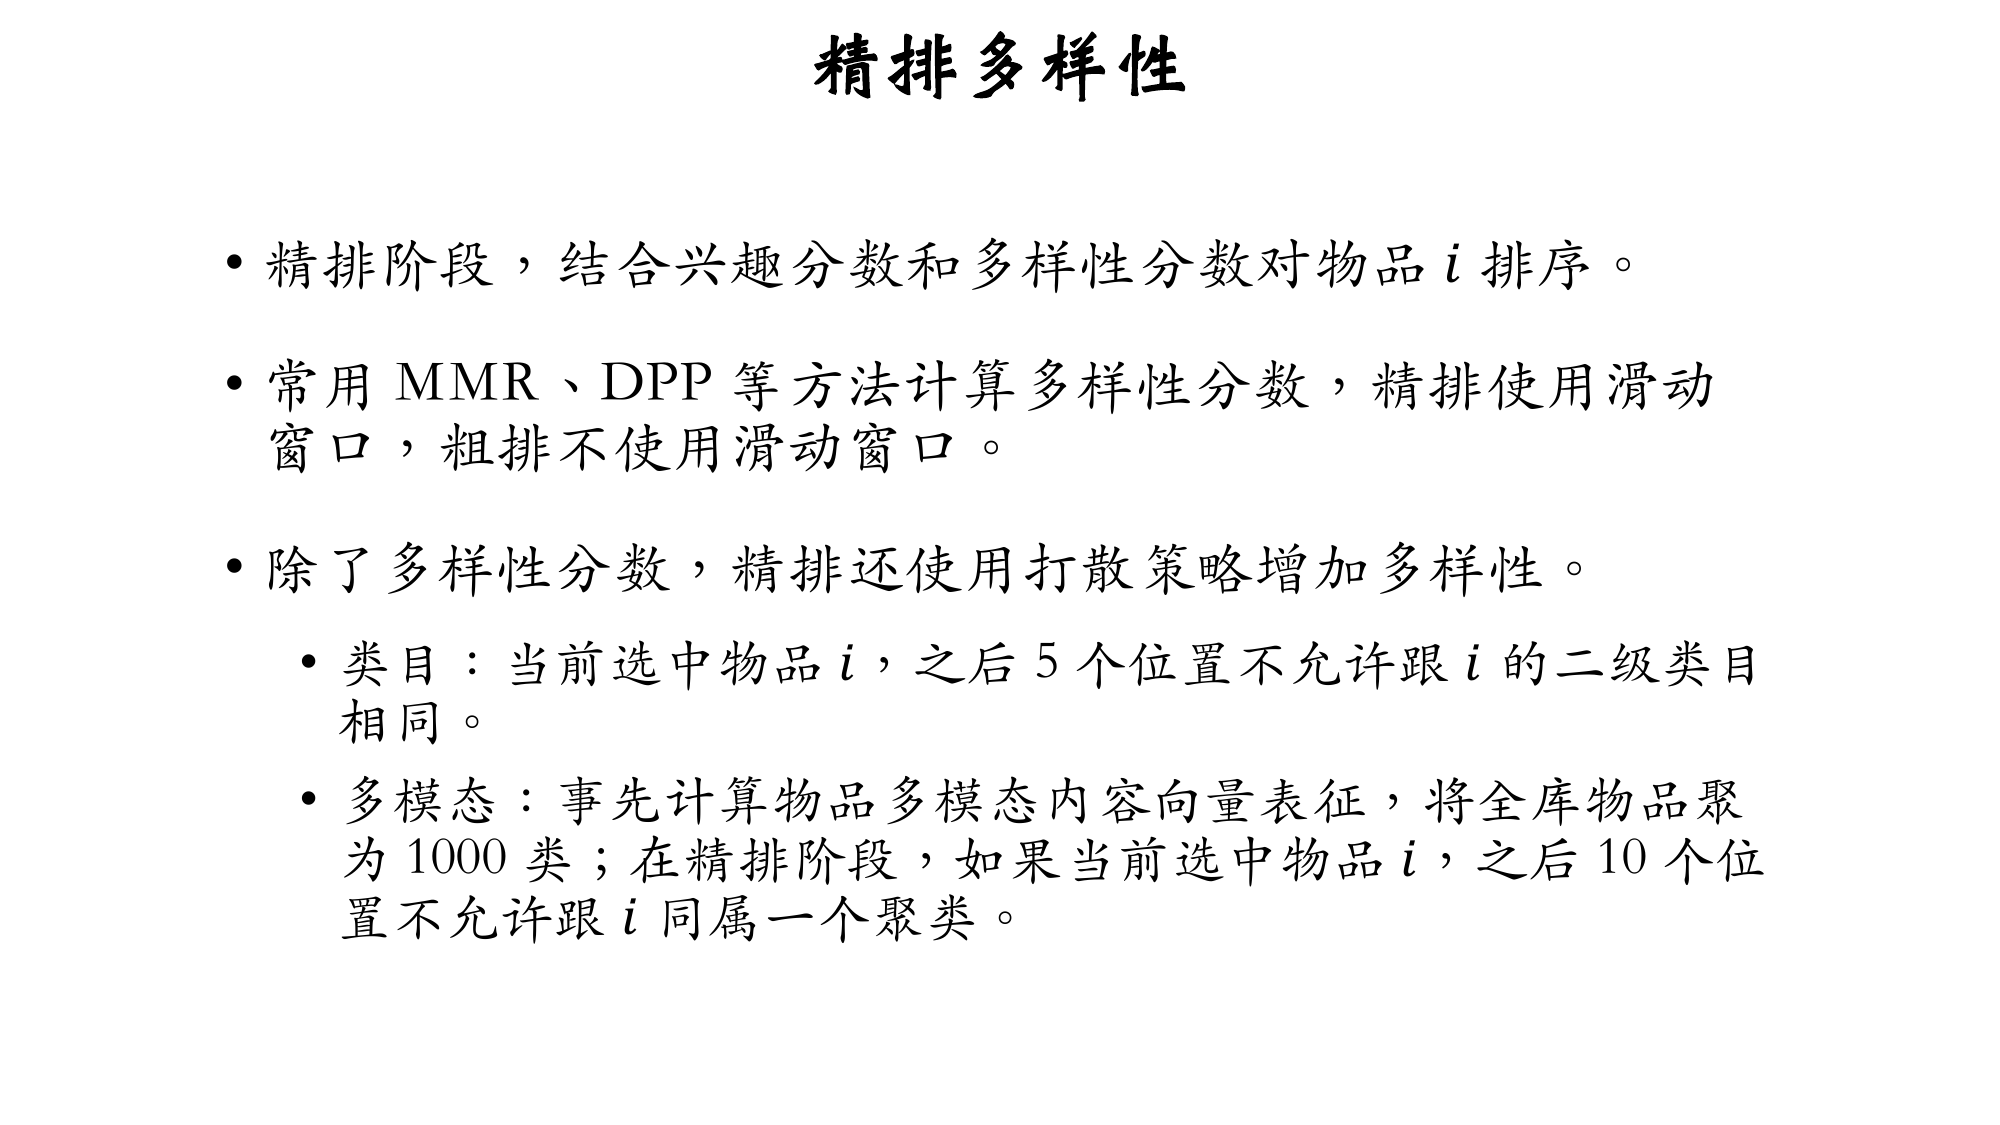 精排多样性
• 精排阶段，结合兴趣分数和多样性分数对物品 i 排序。
• 常用 MMR、DPP 等方法计算多样性分数，精排使用滑动
窗口，粗排不使用滑动窗口。
• 除了多样性分数，精排还使用打散策略增加多样性。
• 类目：当前选中物品 i，之后 5 个位置不允许跟 i 的二级类目
相同。
• 多模态：事先计算物品多模态内容向量表征，将全库物品聚
为 1000 类；在精排阶段，如果当前选中物品 i，之后 10 个位
置不允许跟 i 同属一个聚类。